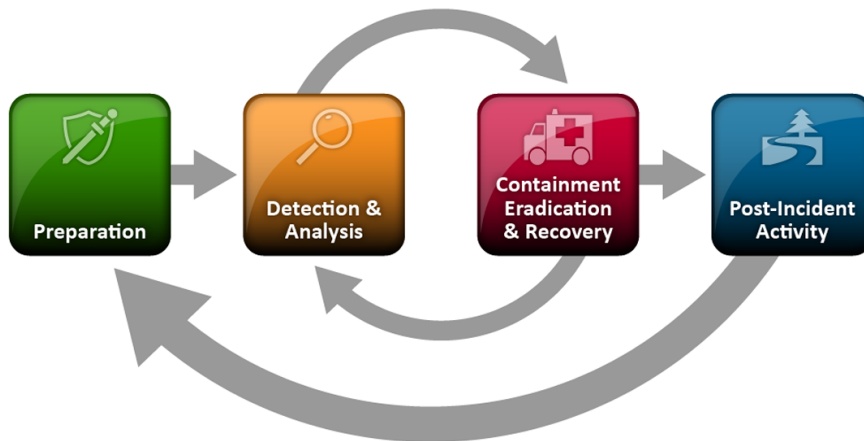 Preparation
Detection &
Analysis
Containment
Eradication
& Recovery
Post-Incident
Activity